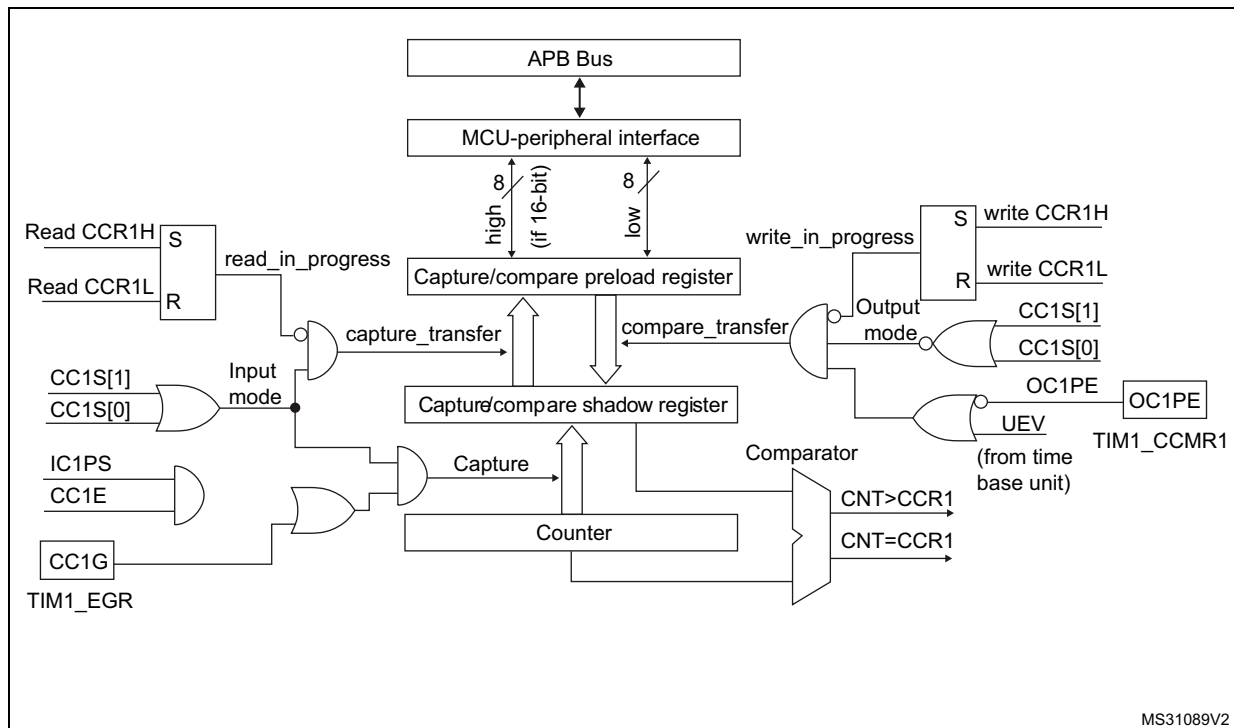 APB Bus
MCU-peripheral interface
8
8
high
(if 16-bit)
low
Read CCR1H
S
read_in_progress
Read CCR1L
R
write_in_progress
S
write CCR1H
R
write CCR1L
Capture/compare preload register
capture_transfer
compare_transfer
Output
mode
CC1S[1]
CC1S[0]
CC1S[1]
CC1S[0]
Input
mode
Capture/compare shadow register
OC1PE
OC1PE
UEV
TIM1_CCMR1
(from time
base unit)
IC1PS
CC1E
Capture
Comparator
CNT>CCR1
CNT=CCR1
Counter
CC1G
TIM1_EGR
MS31089V2